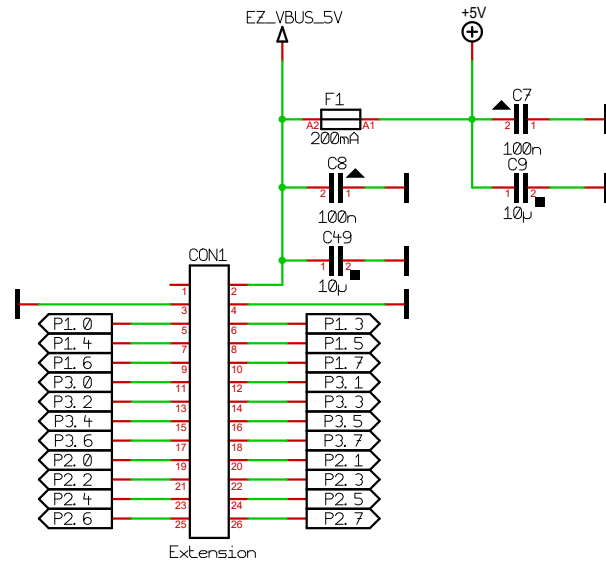 EZ_VBUS_5V
+5V
F1
A2
A1
200mA
C7
2
1
100n
C8
2
1
100n
C9
1
2
10µ
C49
1
2
10µ
CON1
1
2
3
4
P1.0
5
6
P1.3
P1.4
7
8
P1.5
P1.6
9
10
P1.7
P3.0
11
12
P3.1
P3.2
13
14
P3.3
P3.4
15
16
P3.5
P3.6
17
18
P3.7
P2.0
19
20
P2.1
P2.2
21
22
P2.3
P2.4
23
24
P2.5
P2.6
25
26
P2.7
Extension